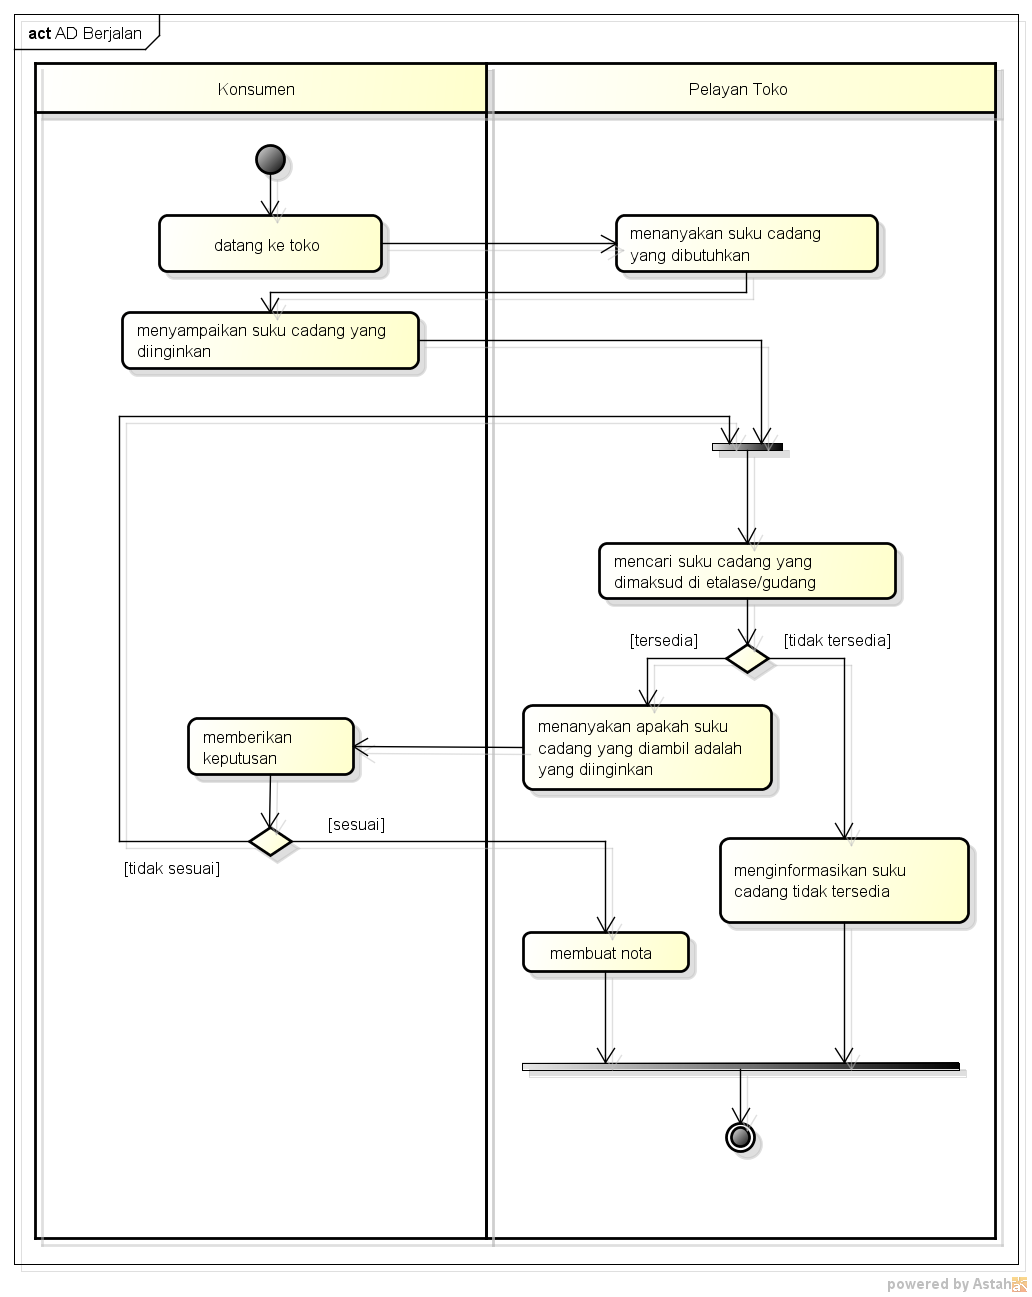 act AD Berjalan
Konsumen
Pelayan Toko
datang ke toko
menanyakan suku cadang
yang dibutuhkan
menyampaikan suku cadang yang
diinginkan
mencari suku cadang yang
dimaksud di etalase/gudang
[tersedia]
[tidak tersedia]
menanyakan apakah suku
cadang yang diambil adalah
yang diinginkan
memberikan
keputusan
[sesuai]
[tidak sesuai]
menginformasikan suku
cadang tidak tersedia
membuat nota
powered by Astah